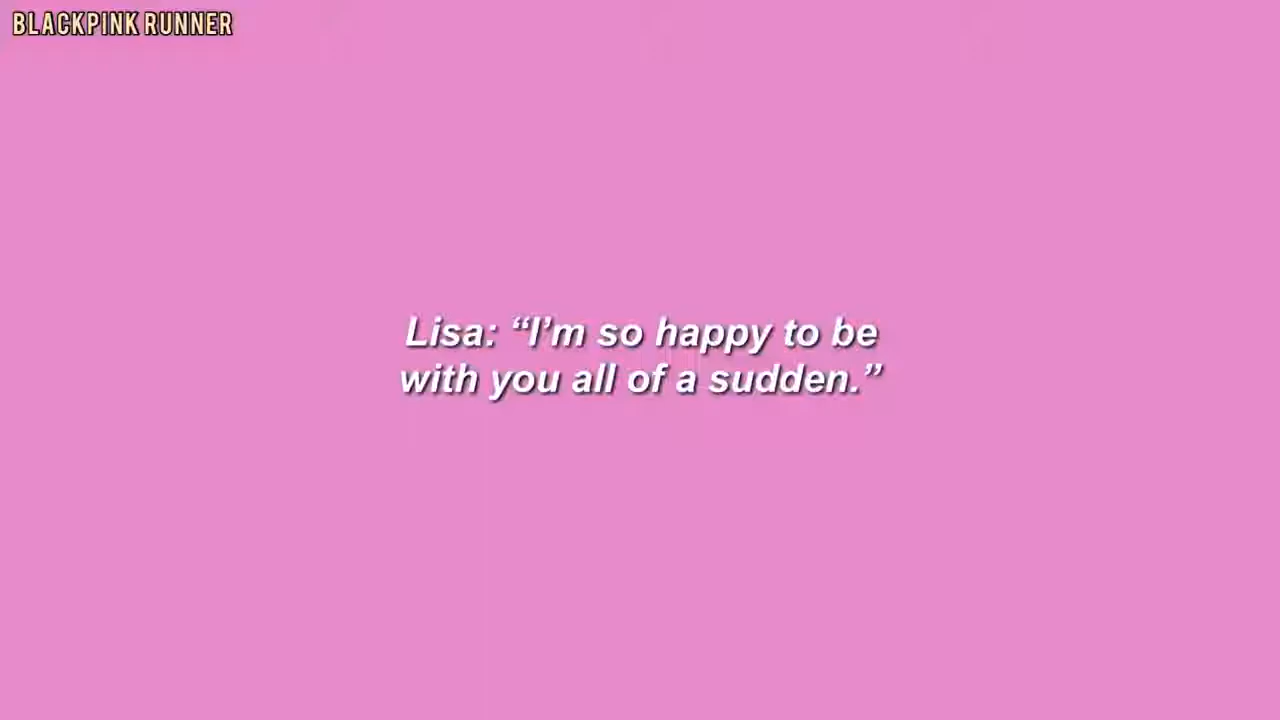 BLACKPINK RUNNER
Lisa: “I’m so happy to be
with you all of a sudden.”